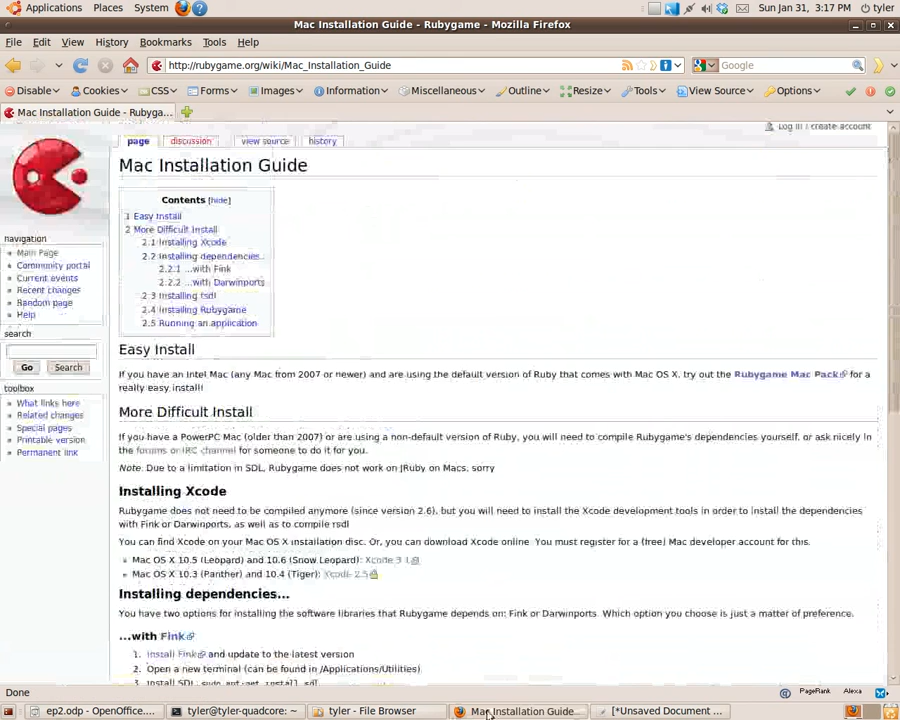 Applications Places System Sun Jan 31, 3:17 PM tyler
Mac Installation Guide - Rubygame - Mozilla Firefox
File Edit View History Bookmarks Tools Help
http://rubygame.org/wiki/Mac_Installation_Guide Google
Disable Cookies CSS Forms Images Information Miscellaneous Outline Resize Tools View Source Options
Mac Installation Guide - Rubyga...
Log in / create account
page discussion view source history
Mac Installation Guide
Contents [hide]
1 Easy Install
2 More Difficult Install
2.1 Installing Xcode
2.2 Installing dependencies...
2.2.1 ...with Fink
2.2.2 ...with Darwinports
2.3 Installing rsdl
2.4 Installing Rubygame
2.5 Running an application
navigation
Main Page
Community portal
Current events
Recent changes
Random page
Help
search
Go Search
toolbox
What links here
Related changes
Special pages
Printable version
Permanent link
Easy Install
If you have an Intel Mac (any Mac from 2007 or newer) and are using the default version of Ruby that comes with Mac OS X, try out the Rubygame Mac Pack for a
really easy install!
More Difficult Install
If you have a PowerPC Mac (older than 2007) or are using a non-default version of Ruby, you will need to compile Rubygame's dependencies yourself, or ask nicely in
the forums or IRC channel for someone to do it for you.
Note: Due to a limitation in SDL, Rubygame does not work on JRuby on Macs, sorry
Installing Xcode
Rubygame does not need to be compiled anymore (since version 2.6), but you will need to install the Xcode development tools in order to install the dependencies
with Fink or Darwinports, as well as to compile rsdl
You can find Xcode on your Mac OS X installation disc. Or, you can download Xcode online. You must register for a (free) Mac developer account for this.
Mac OS X 10.5 (Leopard) and 10.6 (Snow Leopard): Xcode 3.1
Mac OS X 10.3 (Panther) and 10.4 (Tiger): Xcode 2.5
Installing dependencies...
You have two options for installing the software libraries that Rubygame depends on: Fink or Darwinports. Which option you choose is just a matter of preference.
...with Fink
1. Install Fink and update to the latest version
2. Open a new terminal (can be found in /Applications/Utilities)
3. Install SDL: sudo apt-get install sdl
Done PageRank Alexa
ep2.odp - OpenOffice.... tyler@tyler-quadcore: ~ tyler - File Browser Mac Installation Guide... [*Unsaved Document ...